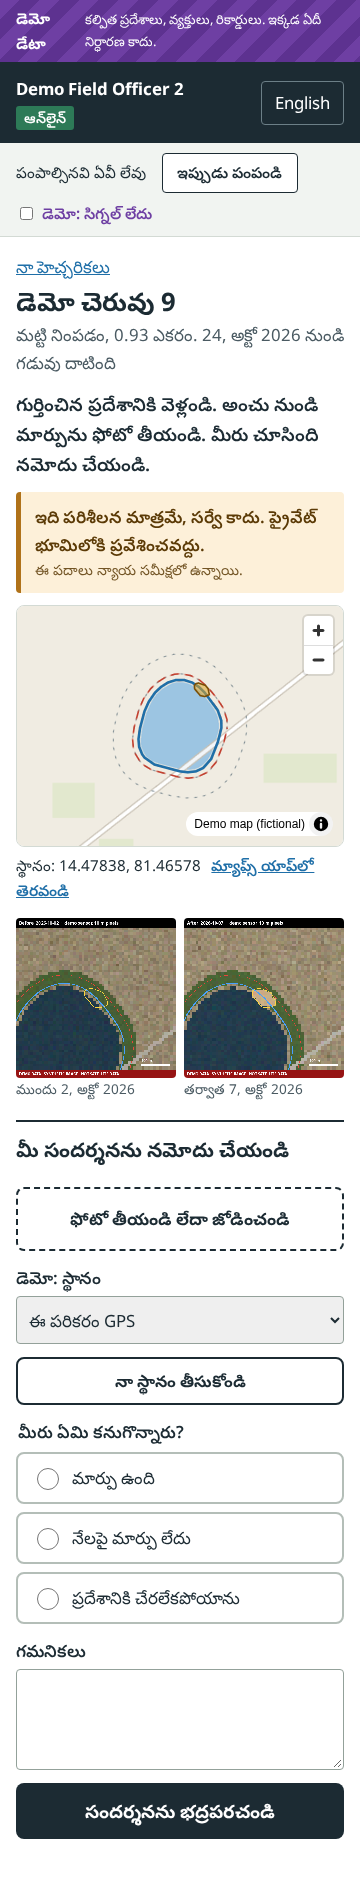 డెమో డేటా
కల్పిత ప్రదేశాలు, వ్యక్తులు, రికార్డులు. ఇక్కడ ఏదీ నిర్ధారణ కాదు.
Demo Field Officer 2
ఆన్‌లైన్
English
పంపాల్సినవి ఏవీ లేవు
ఇప్పుడు పంపండి
డెమో: సిగ్నల్ లేదు
నా హెచ్చరికలు
డెమో చెరువు 9
మట్టి నింపడం, 0.93 ఎకరం. 24, అక్టో 2026 నుండి
గడువు దాటింది
గుర్తించిన ప్రదేశానికి వెళ్లండి. అంచు నుండి
మార్పును ఫోటో తీయండి. మీరు చూసింది
నమోదు చేయండి.
ఇది పరిశీలన మాత్రమే, సర్వే కాదు. ప్రైవేట్
భూమిలోకి ప్రవేశించవద్దు.
ఈ పదాలు న్యాయ సమీక్షలో ఉన్నాయి.
Demo map (fictional)
స్థానం: 14.47838, 81.46578 మ్యాప్స్ యాప్‌లో
తెరవండి
ముందు 2, అక్టో 2026
తర్వాత 7, అక్టో 2026
మీ సందర్శనను నమోదు చేయండి
ఫోటో తీయండి లేదా జోడించండి
డెమో: స్థానం
ఈ పరికరం GPS
నా స్థానం తీసుకోండి
మీరు ఏమి కనుగొన్నారు?
మార్పు ఉంది
నేలపై మార్పు లేదు
ప్రదేశానికి చేరలేకపోయాను
గమనికలు
సందర్శనను భద్రపరచండి